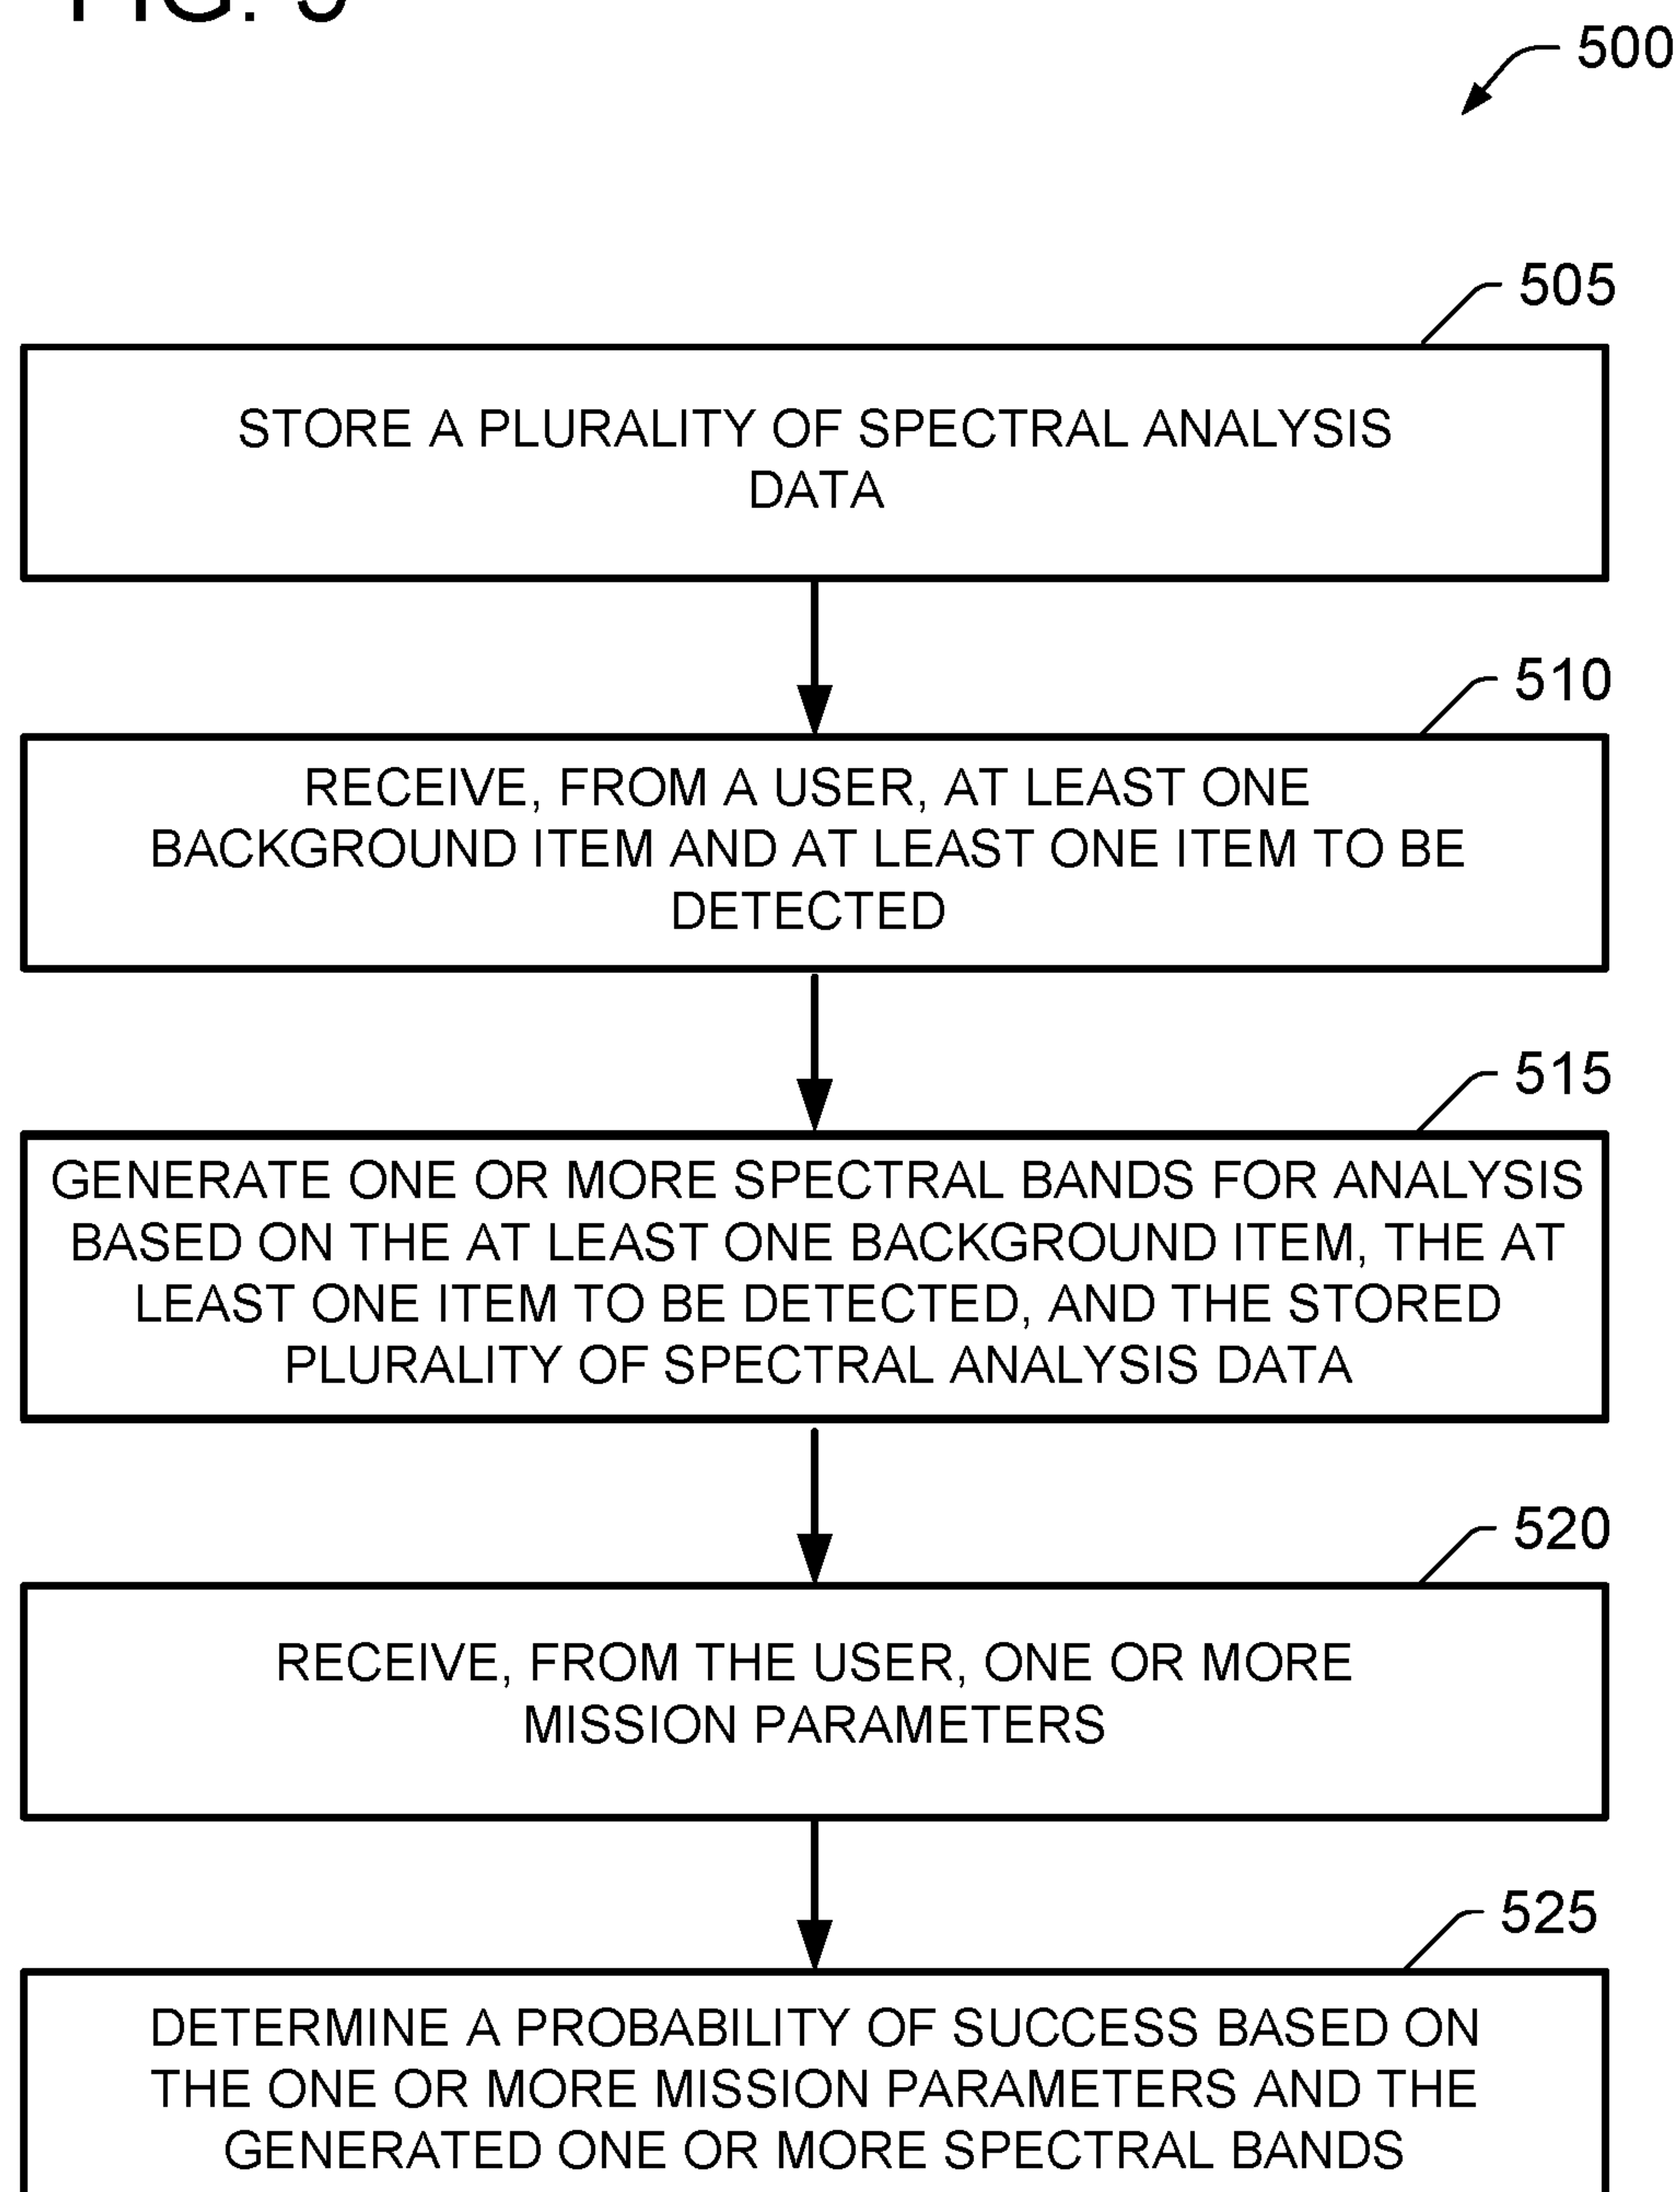 FIG. 5
500
505
STORE A PLURALITY OF SPECTRAL ANALYSIS
DATA
510
RECEIVE, FROM A USER, AT LEAST ONE
BACKGROUND ITEM AND AT LEAST ONE ITEM TO BE
DETECTED
515
GENERATE ONE OR MORE SPECTRAL BANDS FOR ANALYSIS
BASED ON THE AT LEAST ONE BACKGROUND ITEM, THE AT
LEAST ONE ITEM TO BE DETECTED, AND THE STORED
PLURALITY OF SPECTRAL ANALYSIS DATA
520
RECEIVE, FROM THE USER, ONE OR MORE
MISSION PARAMETERS
525
DETERMINE A PROBABILITY OF SUCCESS BASED ON
THE ONE OR MORE MISSION PARAMETERS AND THE
GENERATED ONE OR MORE SPECTRAL BANDS